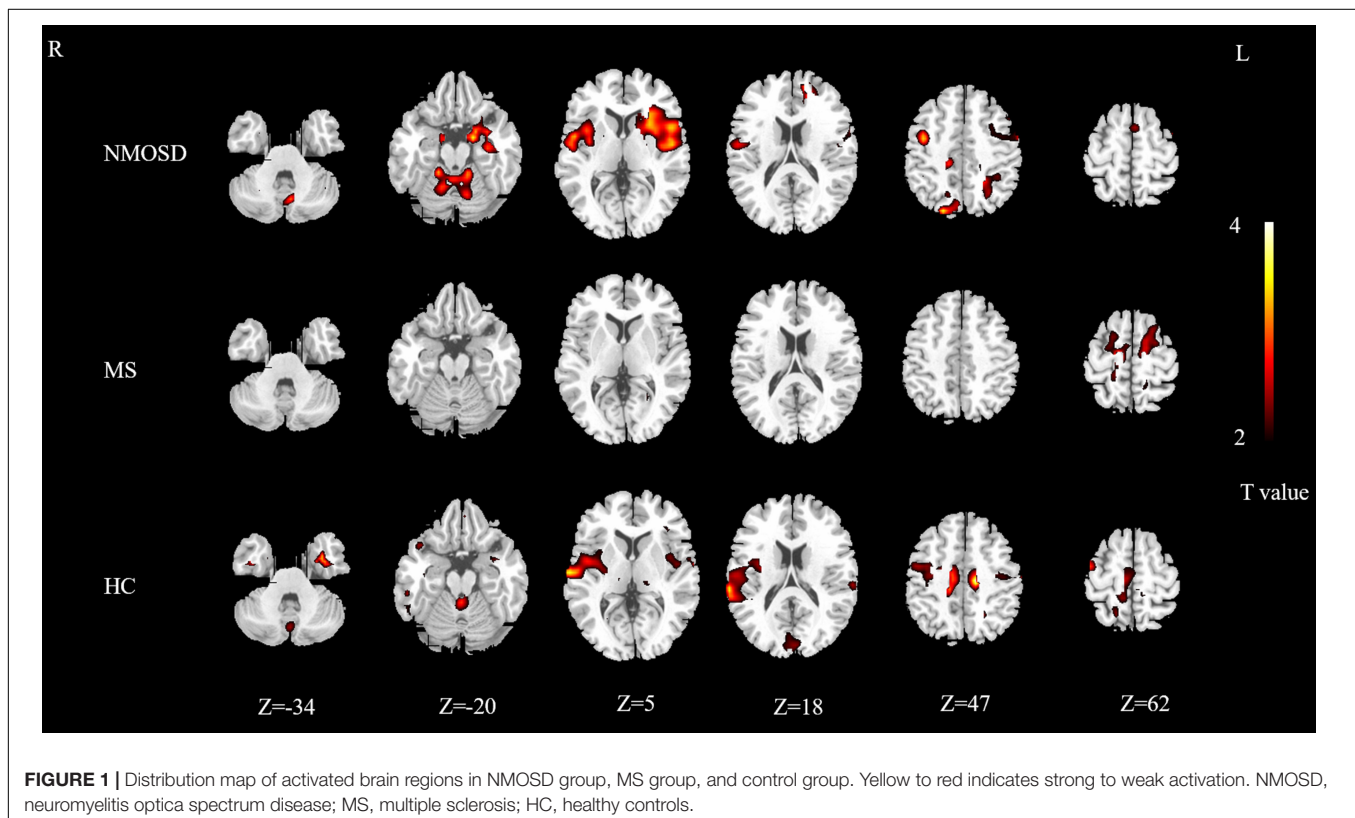 R
L
NMOSD
4
MS
2
T value
HC
Z=-34 Z=-20 Z=5 Z=18 Z=47 Z=62
FIGURE 1 | Distribution map of activated brain regions in NMOSD group, MS group, and control group. Yellow to red indicates strong to weak activation. NMOSD,
neuromyelitis optica spectrum disease; MS, multiple sclerosis; HC, healthy controls.